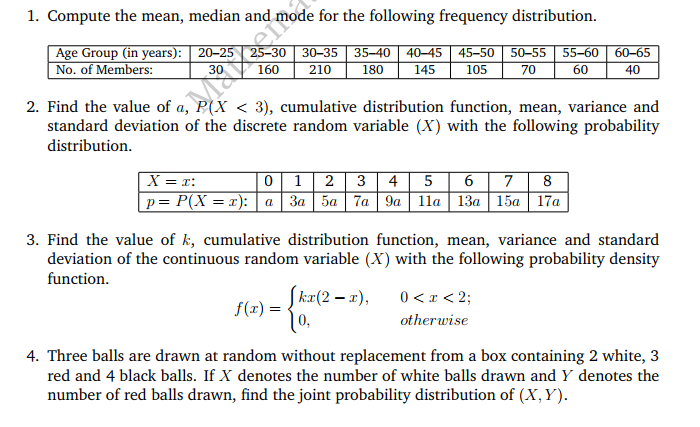 1. Compute the mean, median and mode for the following frequency distribution.
Age Group (in years): 20–25 25–30 30–35 35–40 40–45 45–50 50–55 55–60 60–65
No. of Members: 30 160 210 180 145 105 70 60 40
Mathema
2. Find the value of a, P(X < 3), cumulative distribution function, mean, variance and
standard deviation of the discrete random variable (X) with the following probability
distribution.
X = x: 0 1 2 3 4 5 6 7 8
p = P(X = x): a 3a 5a 7a 9a 11a 13a 15a 17a
3. Find the value of k, cumulative distribution function, mean, variance and standard
deviation of the continuous random variable (X) with the following probability density
function.
f(x) = { kx(2 − x), 0 < x < 2;
0, otherwise
4. Three balls are drawn at random without replacement from a box containing 2 white, 3
red and 4 black balls. If X denotes the number of white balls drawn and Y denotes the
number of red balls drawn, find the joint probability distribution of (X, Y).